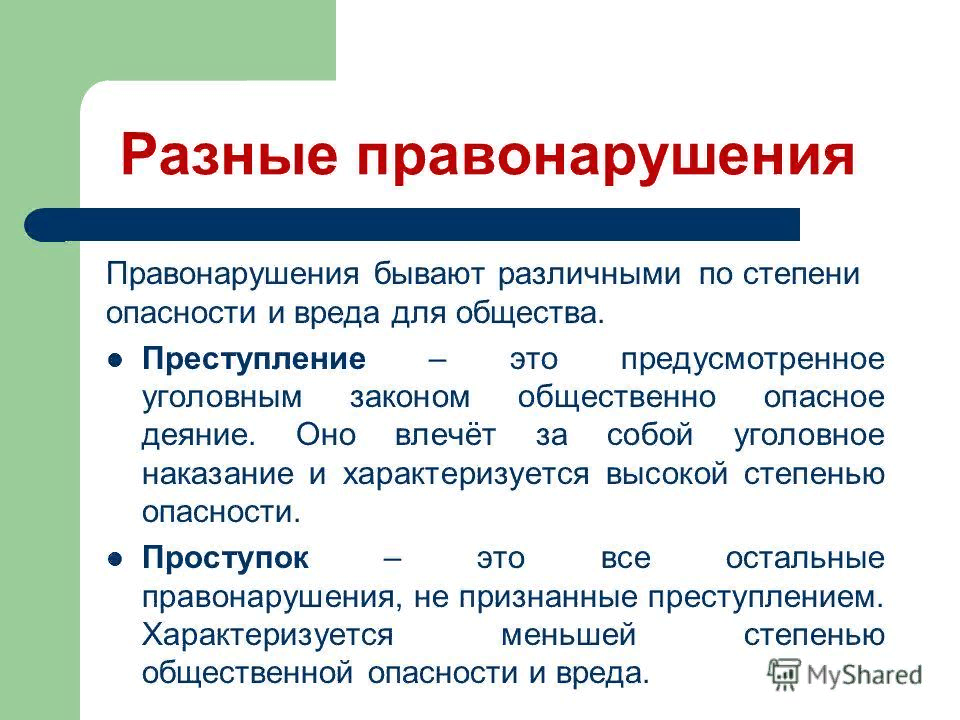 Разные правонарушения
Правонарушения бывают различными по степени
опасности и вреда для общества.
Преступление – это предусмотренное
уголовным законом общественно опасное
деяние. Оно влечёт за собой уголовное
наказание и характеризуется высокой степенью
опасности.
Проступок – это все остальные
правонарушения, не признанные преступлением.
Характеризуется меньшей степенью
общественной опасности и вреда.
MyShared